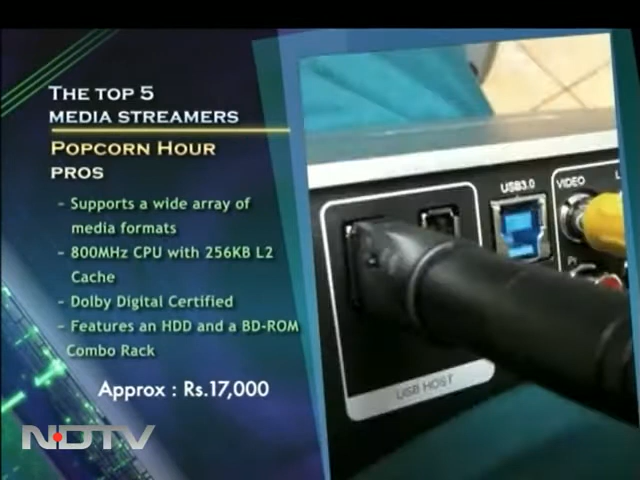 THE TOP 5
MEDIA STREAMERS
POPCORN HOUR
PROS
- Supports a wide array of
media formats
- 800MHz CPU with 256KB L2
Cache
- Dolby Digital Certified
- Features an HDD and a BD-ROM
Combo Rack
Approx : Rs.17,000
NDTV
USB3.0
VIDEO
L
USB HOST